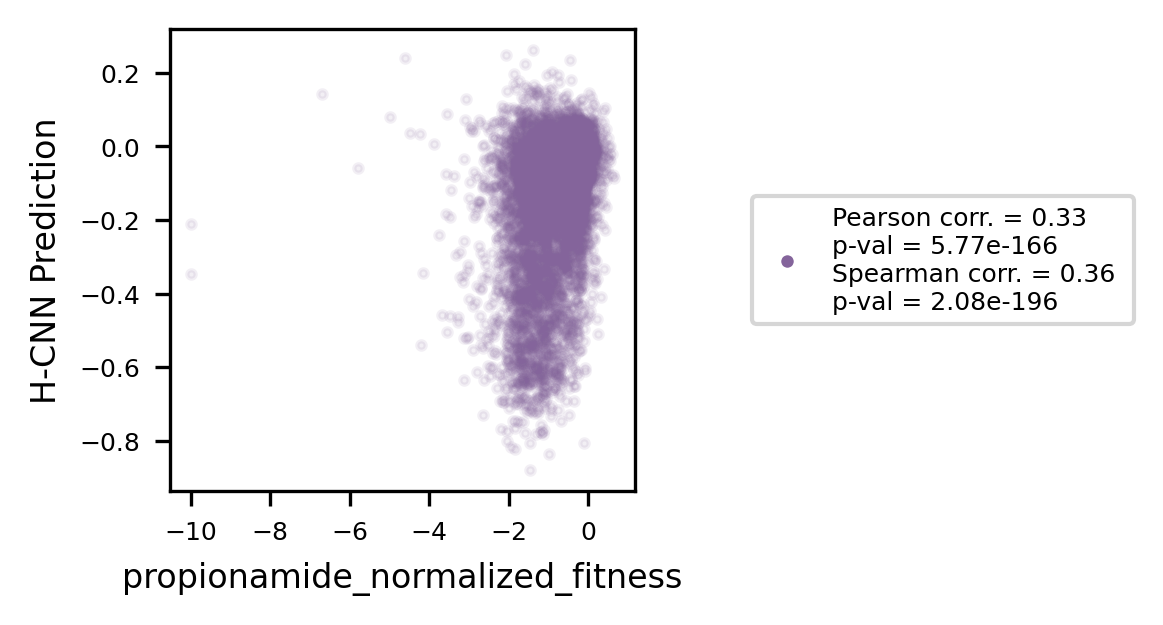 0.2
0.0
−0.2
−0.4
−0.6
−0.8
H-CNN Prediction
−10
−8
−6
−4
−2
0
propionamide_normalized_fitness
Pearson corr. = 0.33
p-val = 5.77e-166
Spearman corr. = 0.36
p-val = 2.08e-196